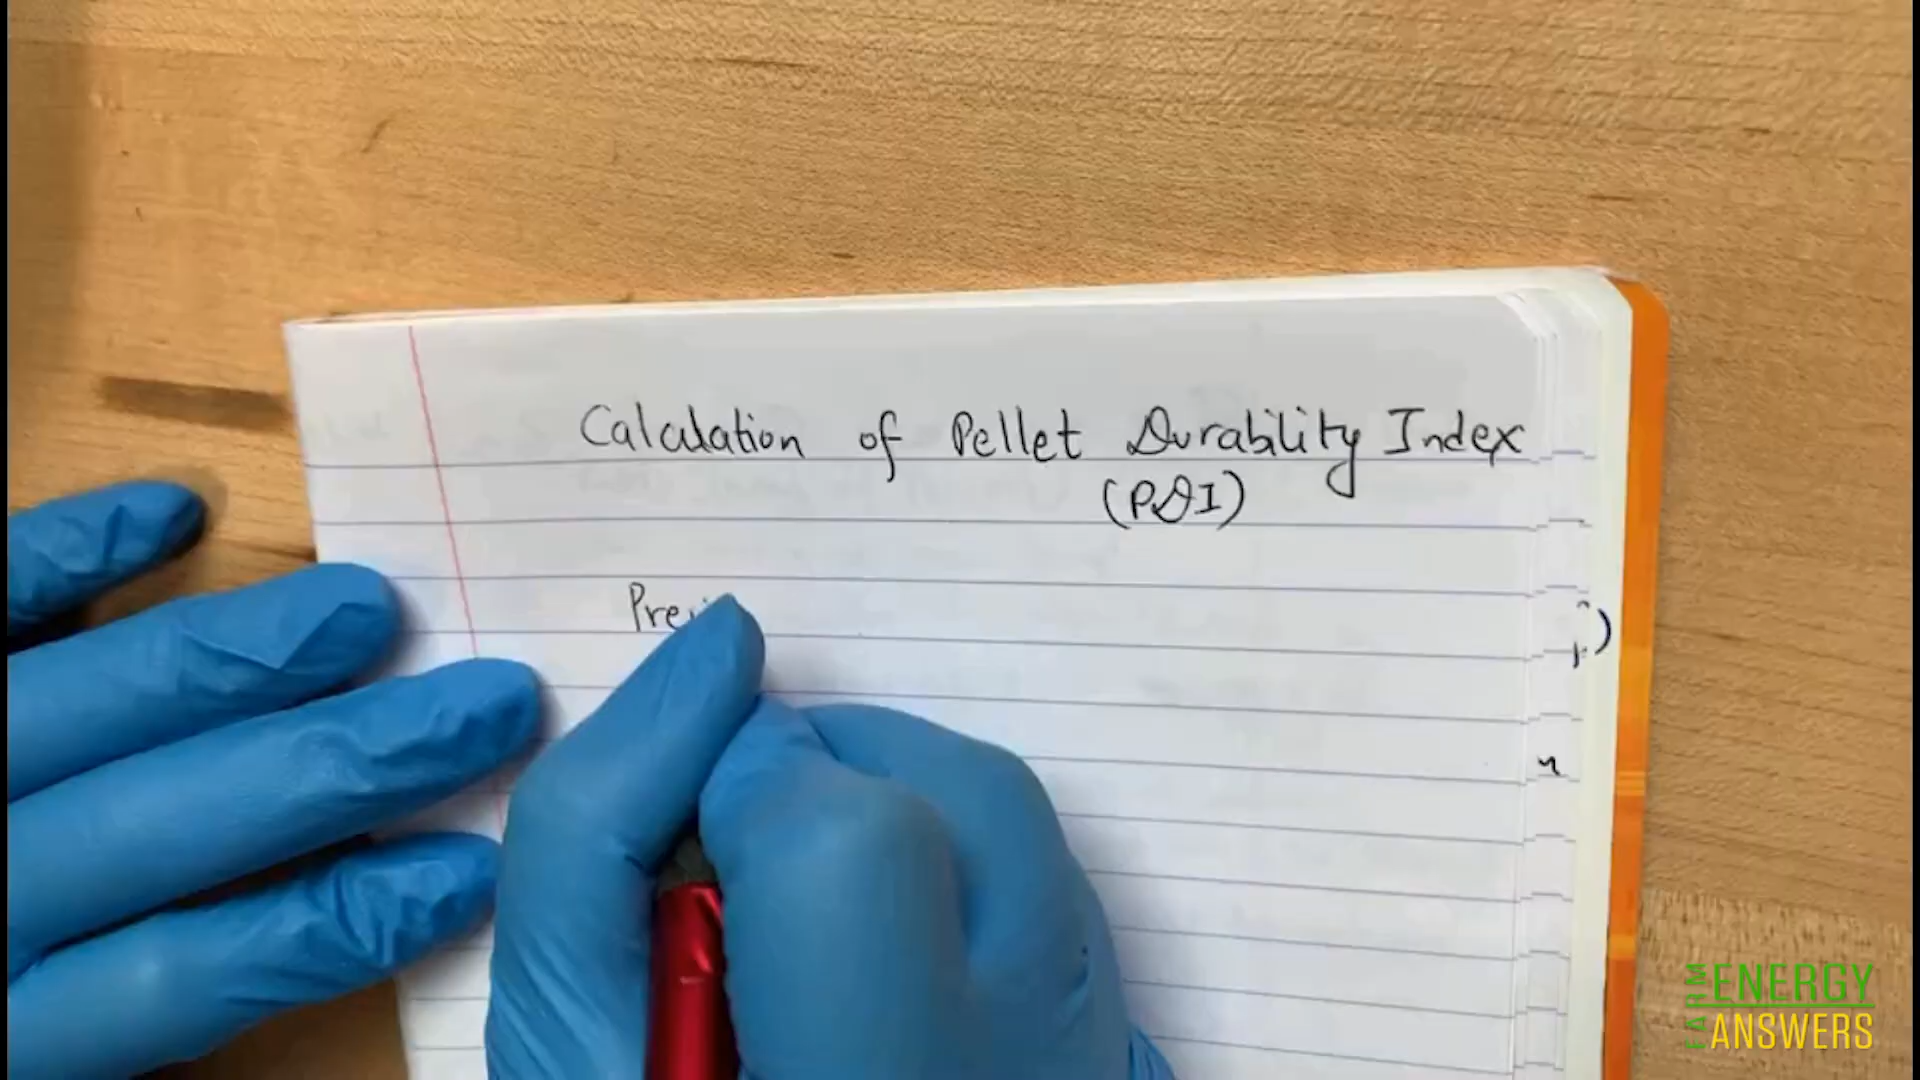 Calculation of Pellet Durability Index
(PDI)
FARM ENERGY
ANSWERS